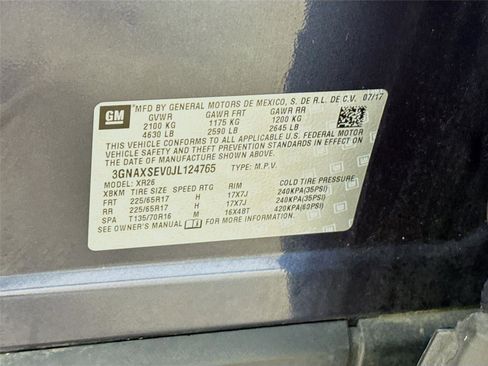 GM *MFD BY GENERAL MOTORS DE MEXICO, S. DE R.L. DE C.V. 07/17
GVWR GAWR FRT GAWR RR
2100 KG 1175 KG 1200 KG
4630 LB 2590 LB 2645 LB
THIS VEHICLE CONFORMS TO ALL APPLICABLE U.S. FEDERAL MOTOR
VEHICLE SAFETY, BUMPER, AND THEFT PREVENTION STANDARDS IN EFFECT ON
THE DATE OF MANUFACTURE SHOWN ABOVE.
3GNAXSEV0JL124765 TYPE: M.P.V.
MODEL: XR26
XBKM TIRE SIZE SPEED RTG RIM COLD TIRE PRESSURE
FRT 225/65R17 H 17X7J 240KPA(35PSI)
RR 225/65R17 H 17X7J 240KPA(35PSI)
SPA T135/70R16 M 16X4BT 420KPA(60PSI)
SEE OWNER'S MANUAL FOR ADDITIONAL INFORMATION.